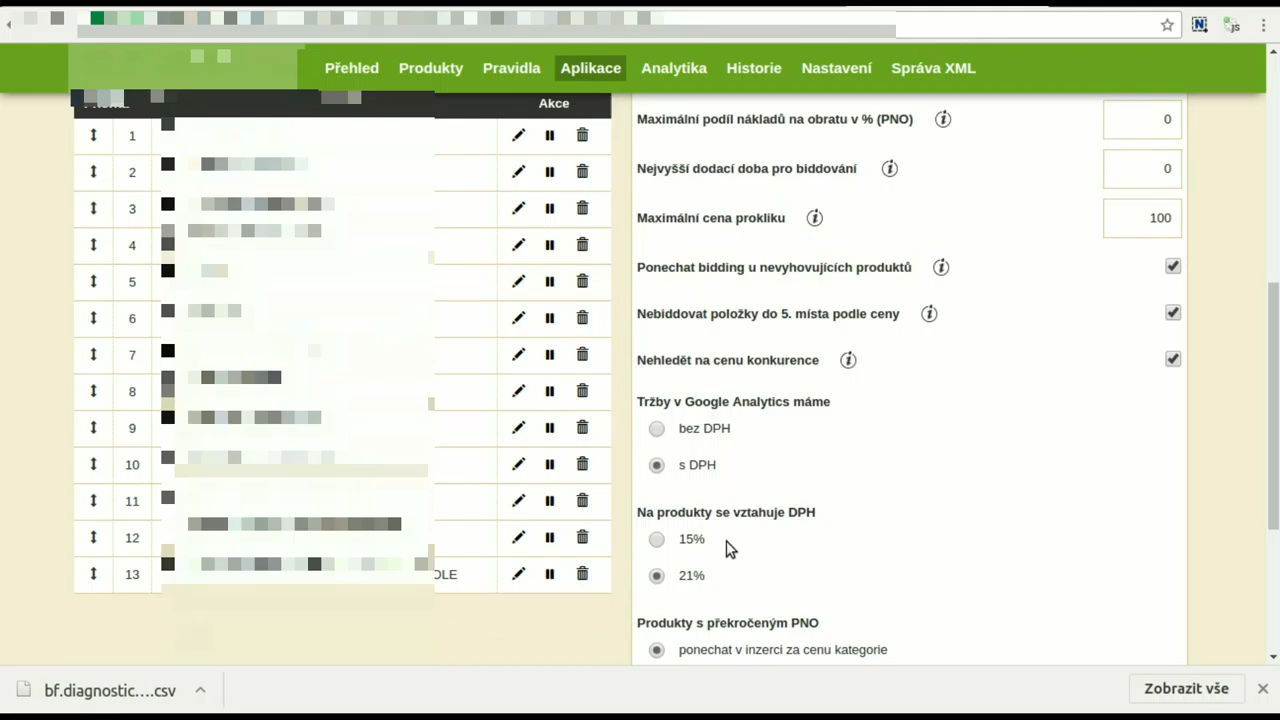 Přehled Produkty Pravidla Aplikace Analytika Historie Nastavení Správa XML
Akce
1
2
3
4
5
6
7
8
9
10
11
12
13 OLE
Maximální podíl nákladů na obratu v % (PNO) 0
Nejvyšší dodací doba pro biddování 0
Maximální cena prokliku 100
Ponechat bidding u nevyhovujících produktů
Nebiddovat položky do 5. místa podle ceny
Nehledět na cenu konkurence
Tržby v Google Analytics máme
bez DPH
s DPH
Na produkty se vztahuje DPH
15%
21%
Produkty s překročeným PNO
ponechat v inzerci za cenu kategorie
bf.diagnostic....csv
Zobrazit vše